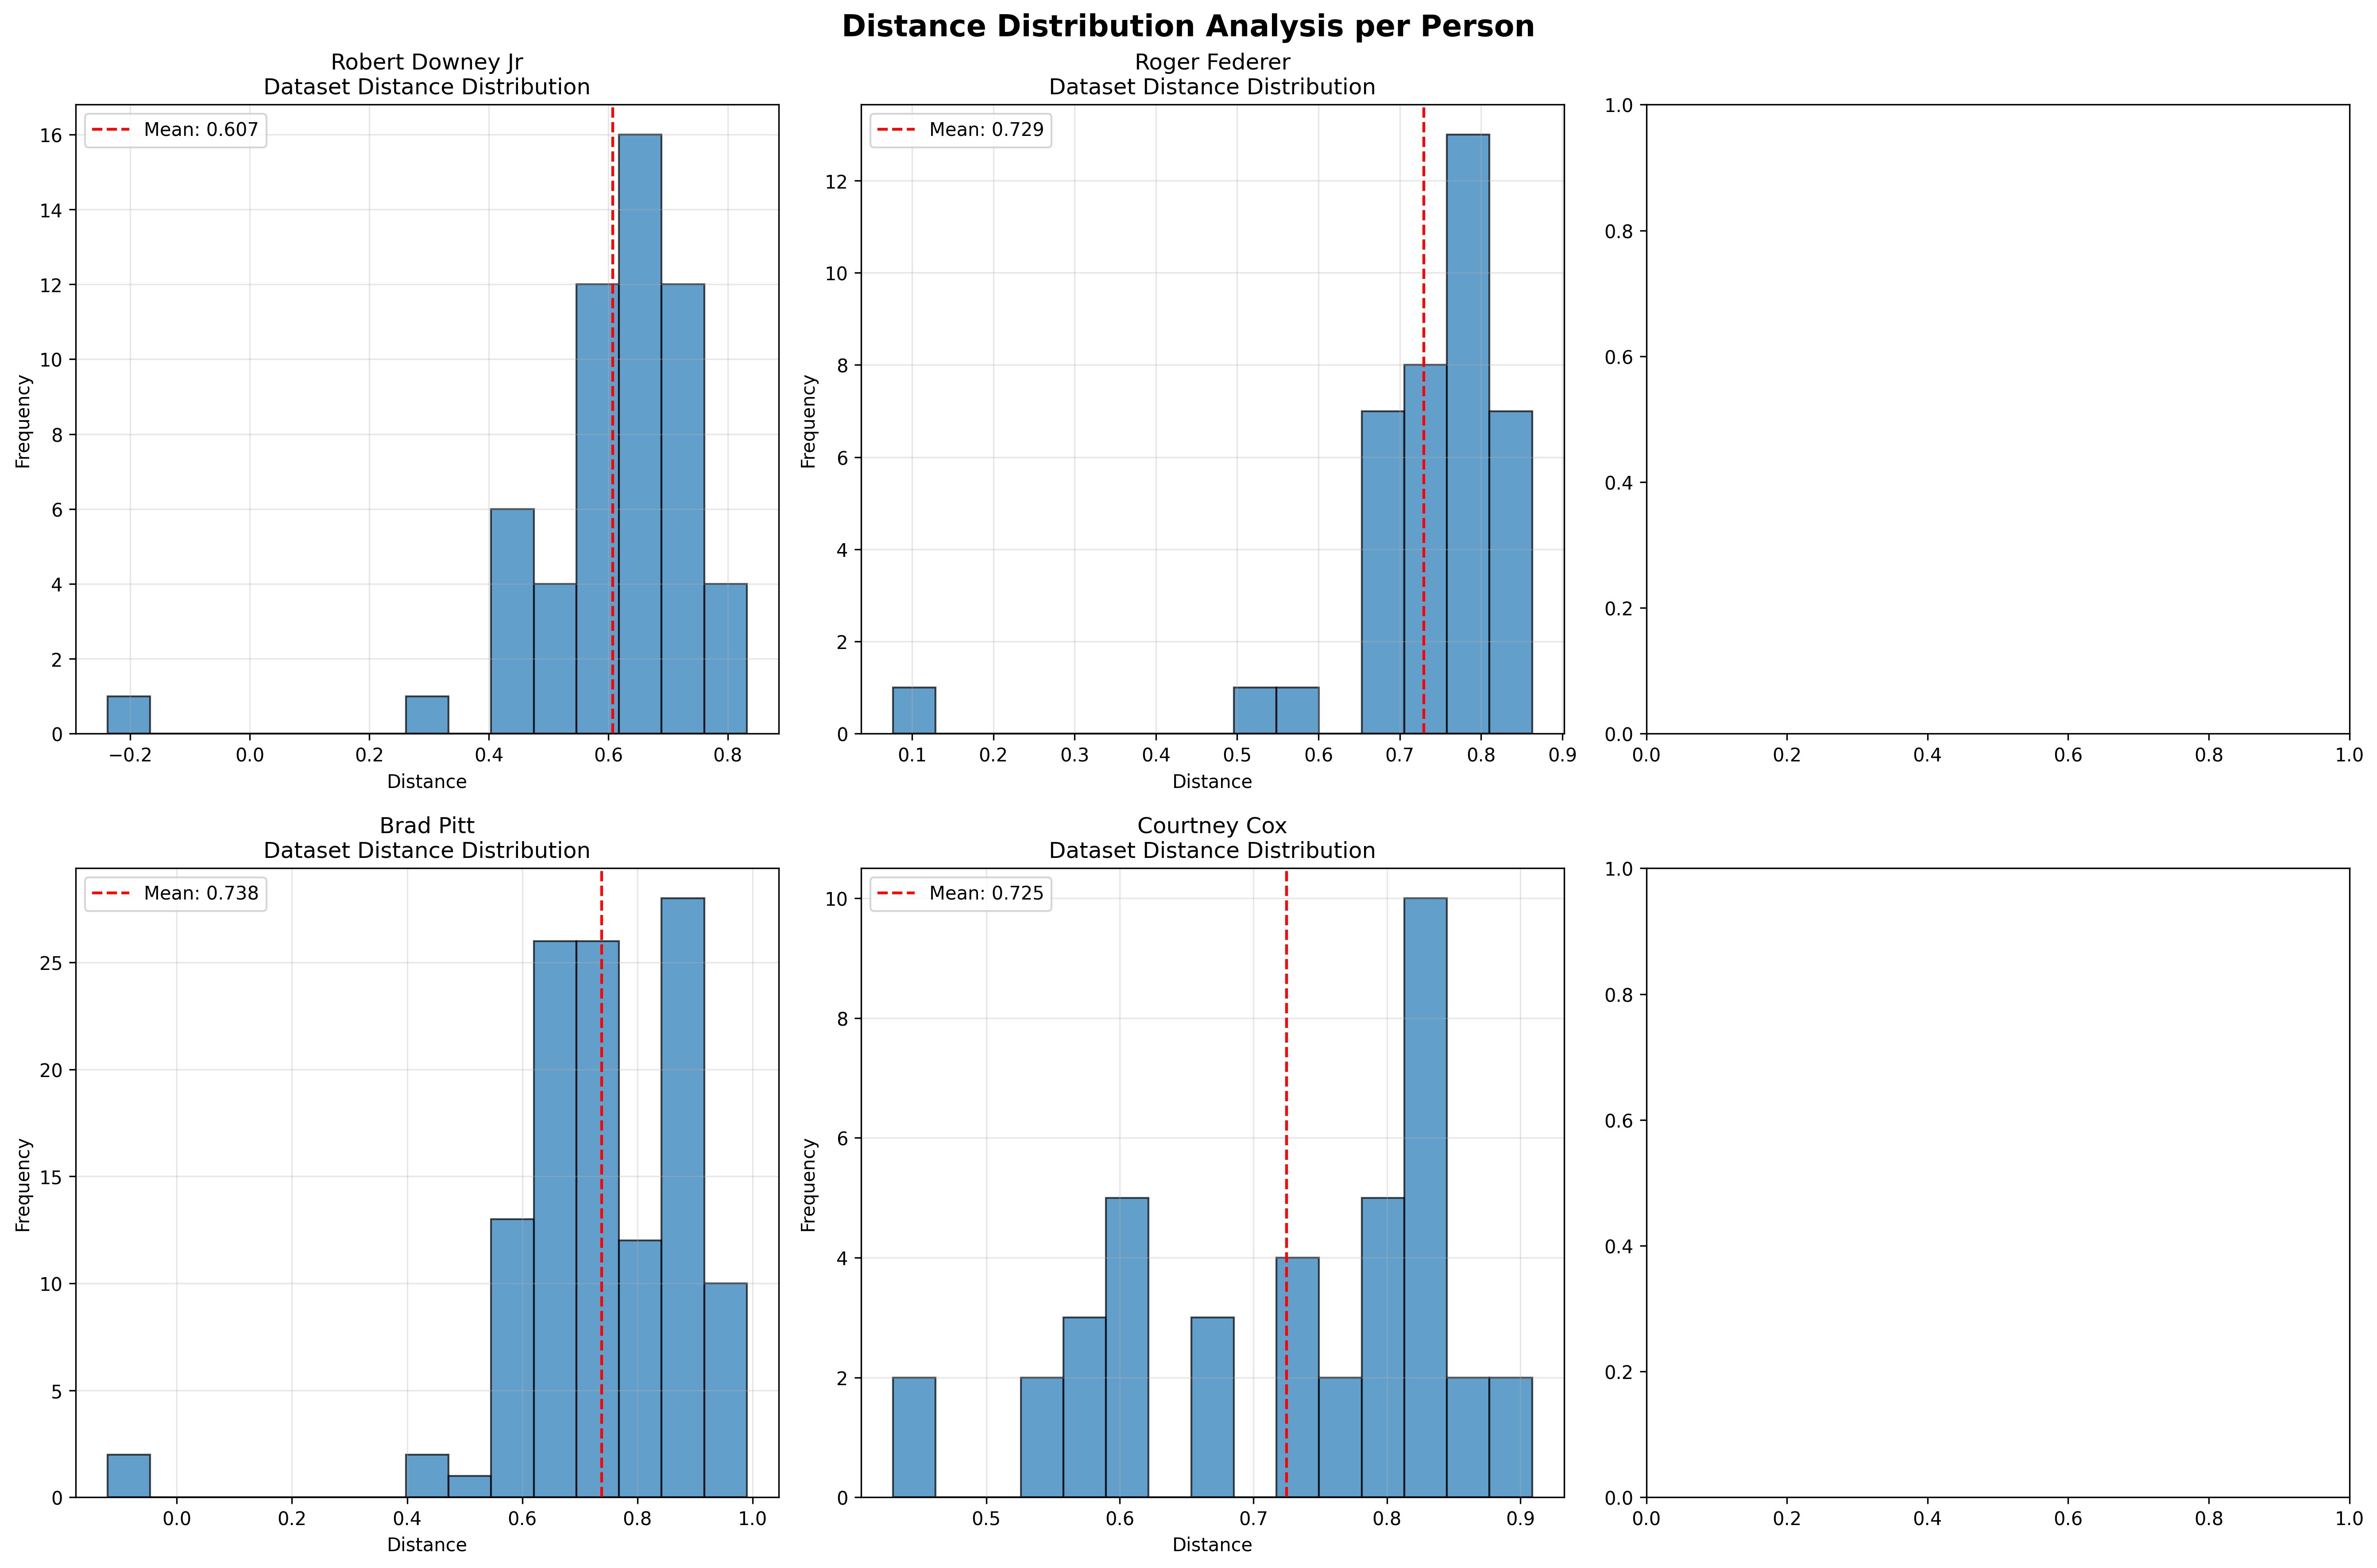 Distance Distribution Analysis per Person
Robert Downey Jr
Dataset Distance Distribution
Mean: 0.607
Frequency
16
14
12
10
8
6
4
2
0
−0.2 0.0 0.2 0.4 0.6 0.8
Distance
Roger Federer
Dataset Distance Distribution
Mean: 0.729
Frequency
12
10
8
6
4
2
0
0.1 0.2 0.3 0.4 0.5 0.6 0.7 0.8 0.9
Distance
1.0
0.8
0.6
0.4
0.2
0.0
0.0 0.2 0.4 0.6 0.8 1.0
Brad Pitt
Dataset Distance Distribution
Mean: 0.738
Frequency
25
20
15
10
5
0
0.0 0.2 0.4 0.6 0.8 1.0
Distance
Courtney Cox
Dataset Distance Distribution
Mean: 0.725
Frequency
10
8
6
4
2
0
0.5 0.6 0.7 0.8 0.9
Distance
1.0
0.8
0.6
0.4
0.2
0.0
0.0 0.2 0.4 0.6 0.8 1.0